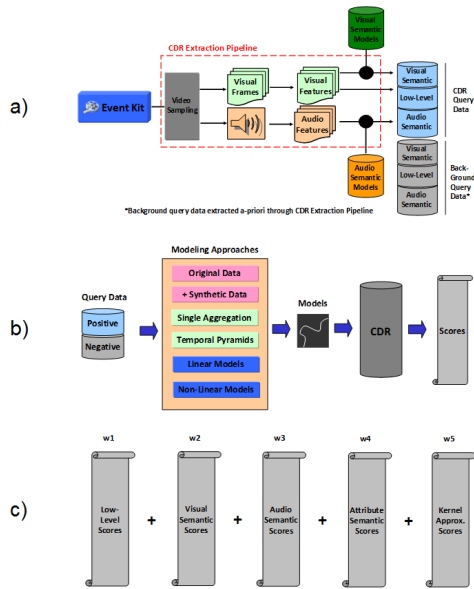 Visual
Semantic
Models
CDR Extraction Pipeline
a)
Event Kit
Video
Sampling
Visual
Frames
Visual
Features
Audio
Features
Visual
Semantic
Low-Level
Audio
Semantic
CDR
Query
Data
Audio
Semantic
Models
Visual
Semantic
Low-Level
Audio
Semantic
Back-
Ground
Query
Data*
*Background query data extracted a-priori through CDR Extraction Pipeline
b)
Modeling Approaches
Original Data
+ Synthetic Data
Single Aggregation
Temporal Pyramids
Linear Models
Non-Linear Models
Query Data
Positive
Negative
Models
CDR
Scores
c)
w1
w2
w3
w4
w5
Low-
Level
Scores
+
Visual
Semantic
Scores
+
Audio
Semantic
Scores
+
Attribute
Semantic
Scores
+
Kernel
Approx.
Scores